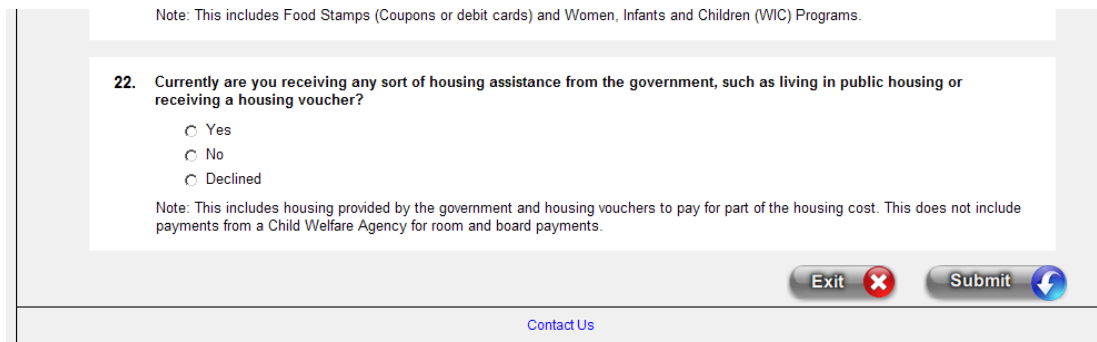 Note: This includes Food Stamps (Coupons or debit cards) and Women, Infants and Children (WIC) Programs.
22. Currently are you receiving any sort of housing assistance from the government, such as living in public housing or
receiving a housing voucher?
Yes
No
Declined
Note: This includes housing provided by the government and housing vouchers to pay for part of the housing cost. This does not include
payments from a Child Welfare Agency for room and board payments.
Exit Submit
Contact Us